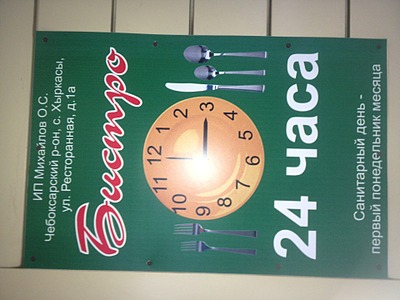 ИП Михайлов О.С.
Чебоксарский р-он, с. Хыркасы,
ул. Ресторанная, д.1а
Бистро
12
1
2
3
4
5
6
7
8
9
10
11
24 часа
Санитарный день -
первый понедельник месяца